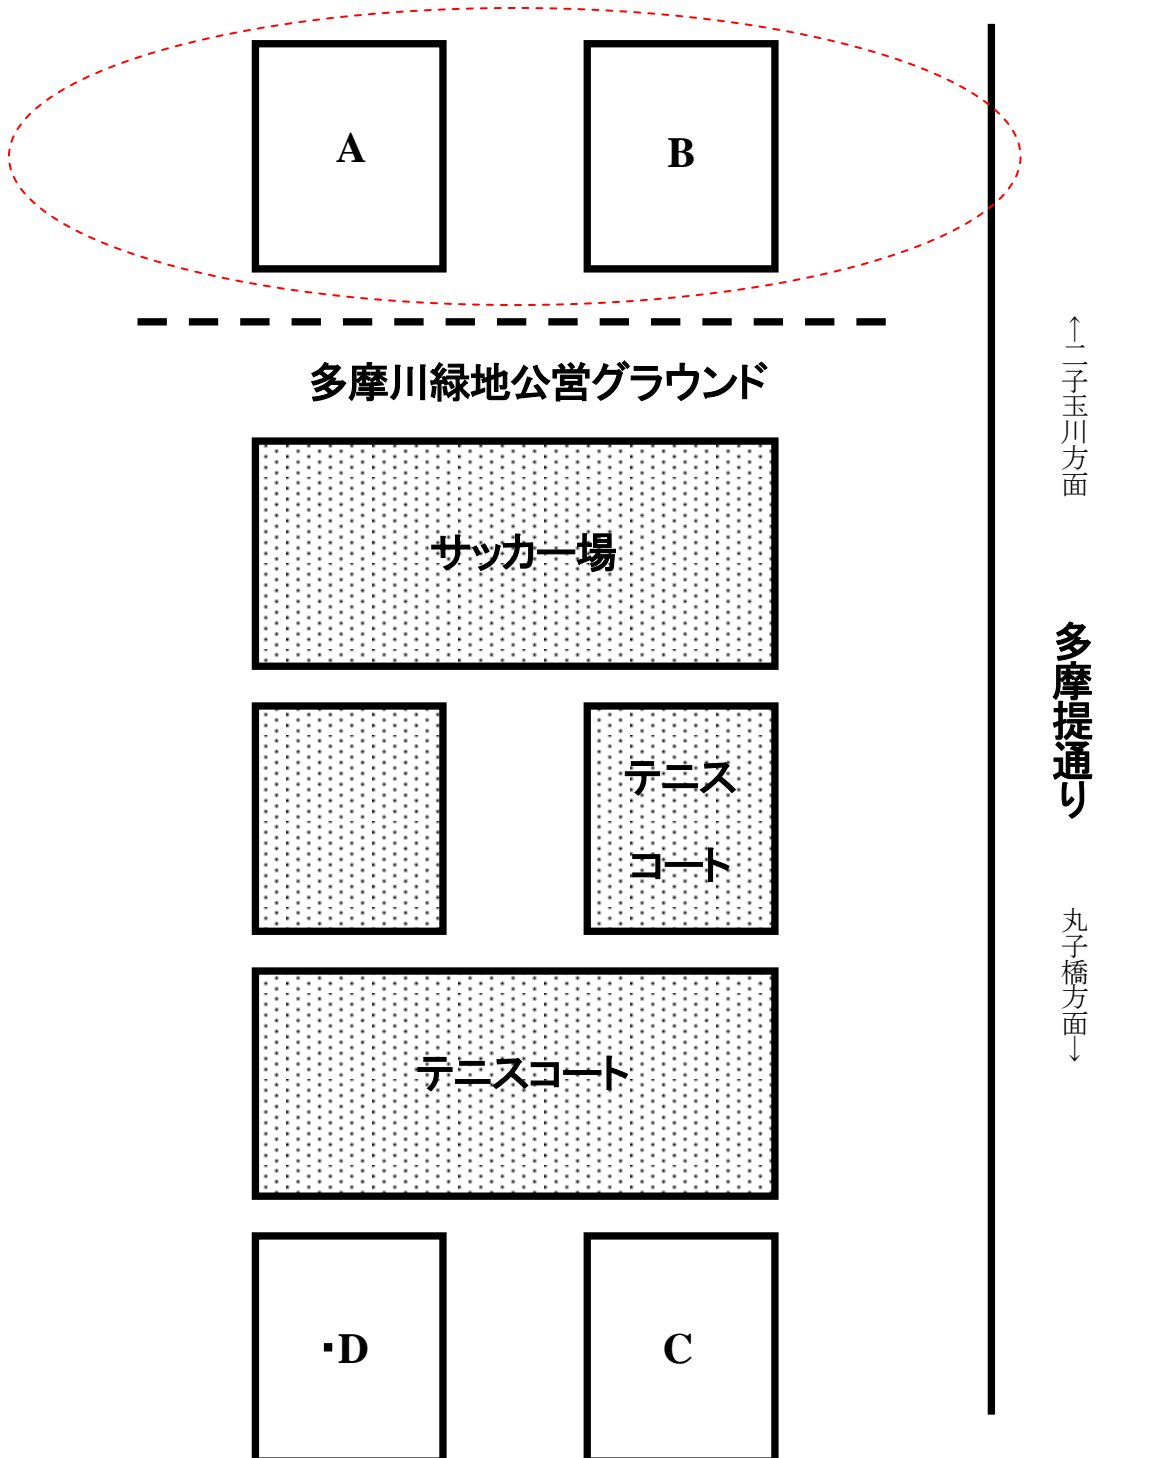 A
B
多摩川緑地公営グラウンド
サッカー場
テニス
コート
テニスコート
・D
C
↑二子玉川方面
多摩提通り
丸子橋方面↓